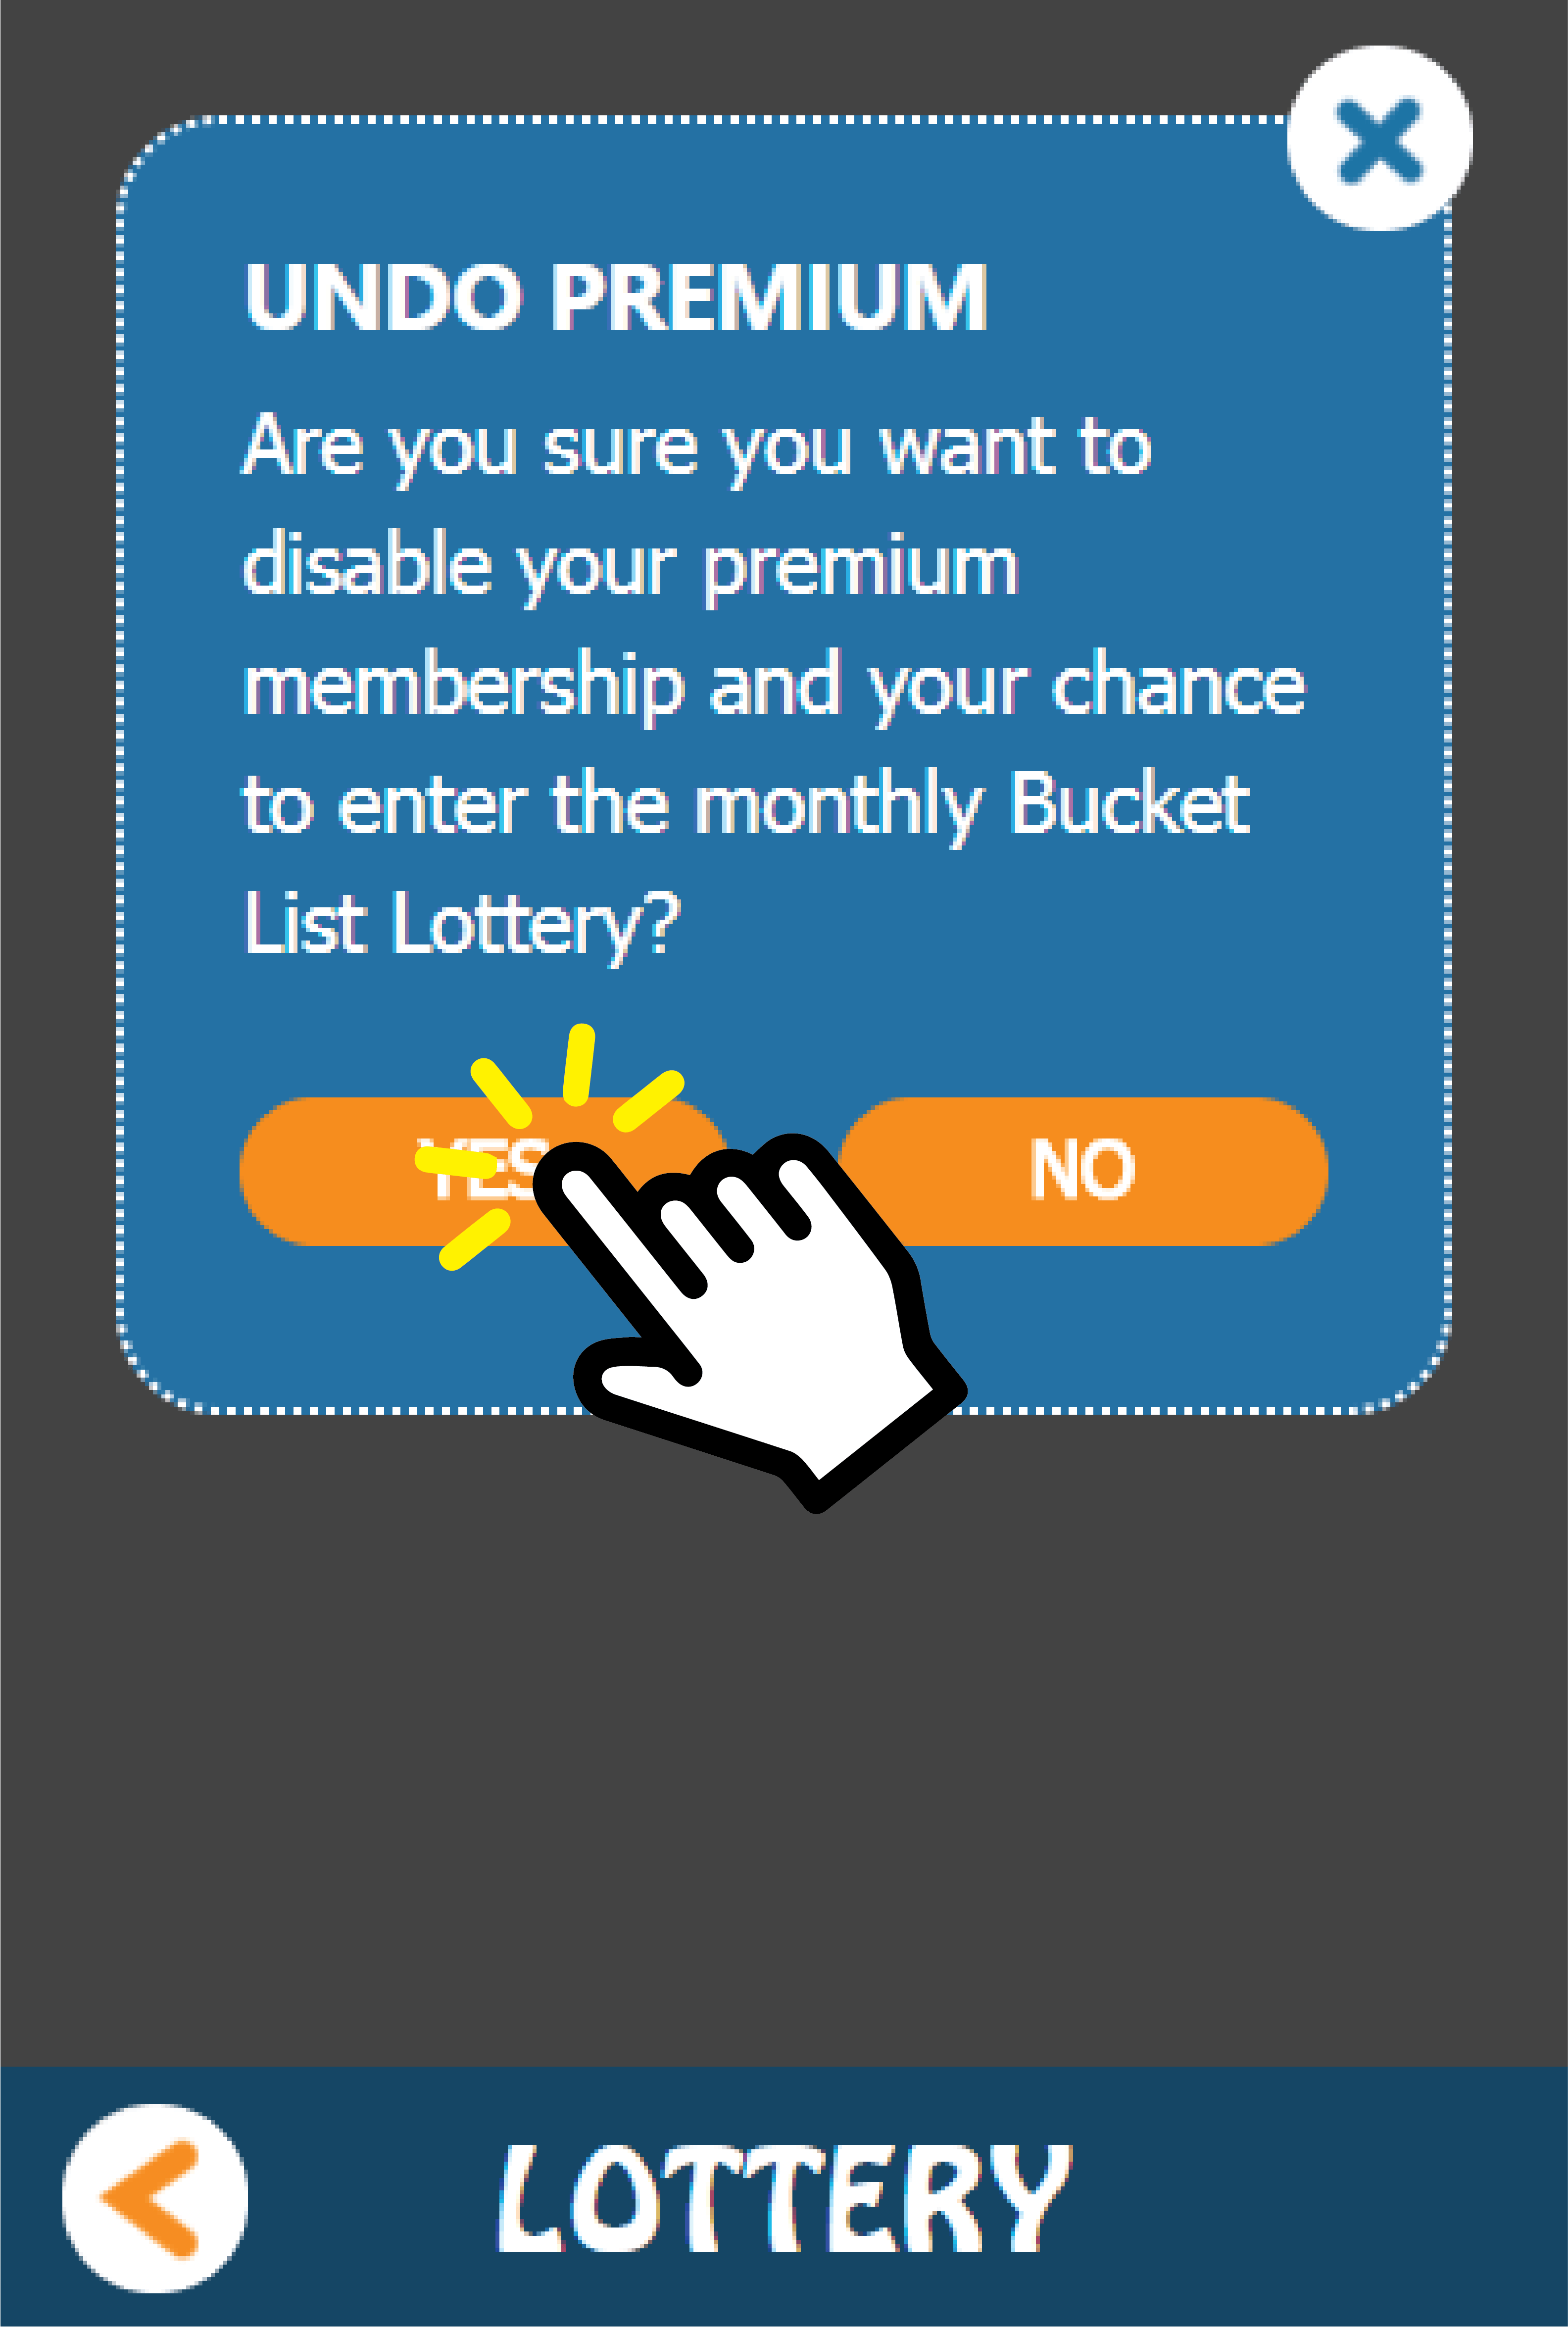 UNDO PREMIUM
Are you sure you want to
disable your premium
membership and your chance
to enter the monthly Bucket
List Lottery?
YES NO
LOTTERY